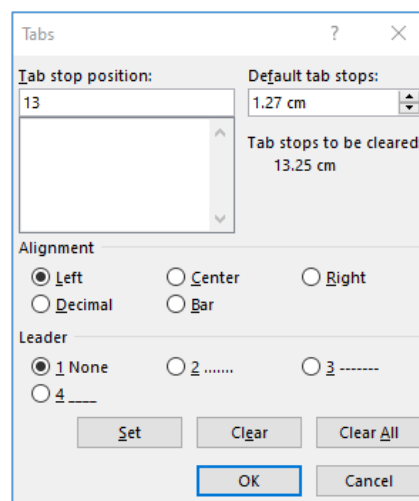 Tabs ?
Tab stop position: Default tab stops:
13 1.27 cm
Tab stops to be cleared
13.25 cm
Alignment
Left Center Right
Decimal Bar
Leader
1 None 2 ....... 3 -------
4 ___
Set Clear Clear All
OK Cancel